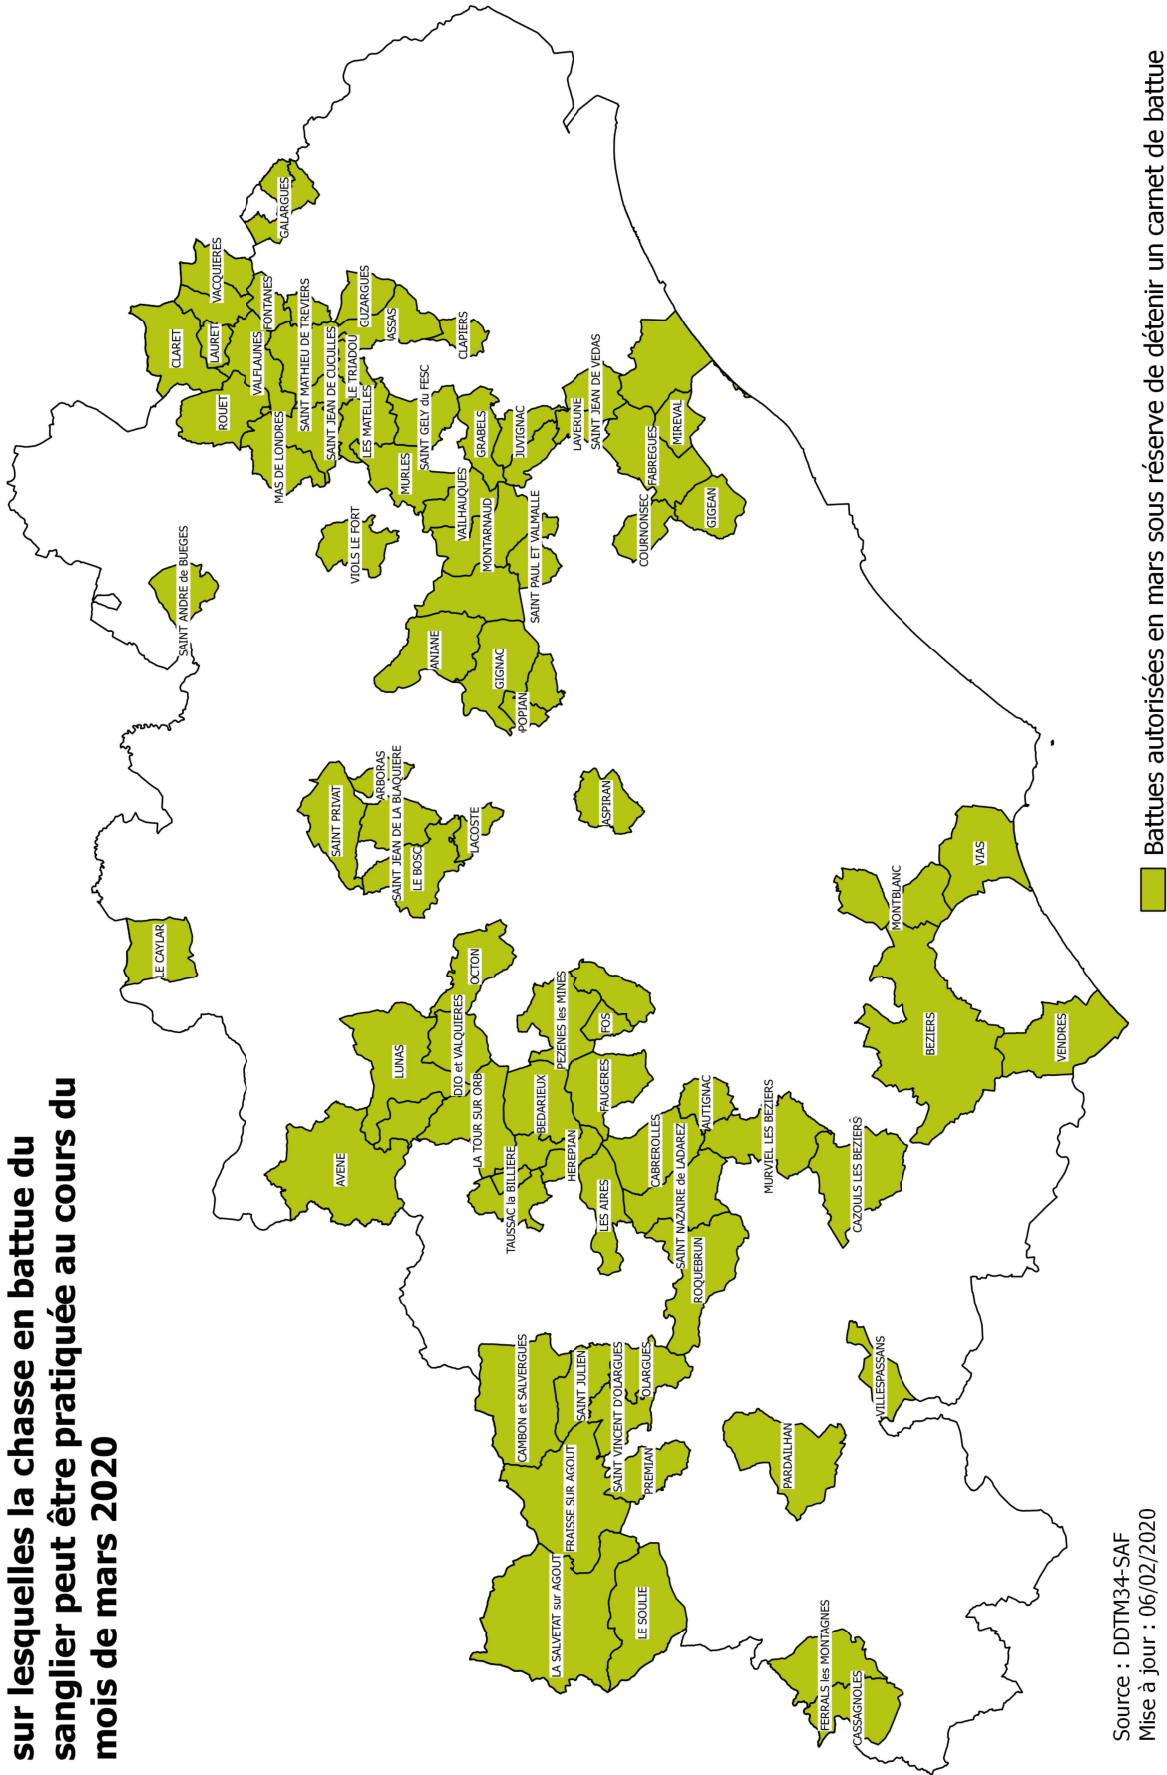 sur lesquelles la chasse en battue du
sanglier peut être pratiquée au cours du
mois de mars 2020
GALARGUES
VACQUIERES
CLARET
LAURET
FONTANES
VALFLAUNES
ROUET
SAINT MATHIEU DE TREVIERS
MAS DE LONDRES
SAINT JEAN DE CUCULLES
LE TRIADOU
LES MATELLES
GUZARGUES
ASSAS
CLAPIERS
SAINT GELY du FESC
MURLES
VIOLS LE FORT
SAINT ANDRE de BUEGES
GRABELS
JUVIGNAC
VAILHAUQUES
MONTARNAUD
SAINT PAUL ET VALMALLE
LAVERUNE
SAINT JEAN DE VEDAS
FABREGUES
MIREVAL
COURNONSEC
GIGEAN
ANIANE
GIGNAC
POPIAN
SAINT PRIVAT
ARBORAS
SAINT JEAN DE LA BLAQUIERE
LE BOSC
LACOSTE
ASPIRAN
LE CAYLAR
OCTON
LUNAS
DIO et VALQUIERES
AVENE
LA TOUR SUR ORB
PEZENES les MINES
FOS
BEDARIEUX
FAUGERES
TAUSSAC la BILLIERE
HEREPIAN
LES AIRES
CABREROLLES
AUTIGNAC
SAINT NAZAIRE de LADAREZ
ROQUEBRUN
MURVIEL LES BEZIERS
CAZOULS LES BEZIERS
MONTBLANC
VIAS
BEZIERS
VENDRES
CAMBON et SALVERGUES
SAINT JULIEN
SAINT VINCENT D'OLARGUES
OLARGUES
FRAISSE SUR AGOUT
PREMIAN
LA SALVETAT sur AGOUT
LE SOULIE
PARDAILHAN
VILLESPASSANS
FERRALS les MONTAGNES
CASSAGNOLES
Battues autorisées en mars sous réserve de détenir un carnet de battue
Source : DDTM34-SAF
Mise à jour : 06/02/2020